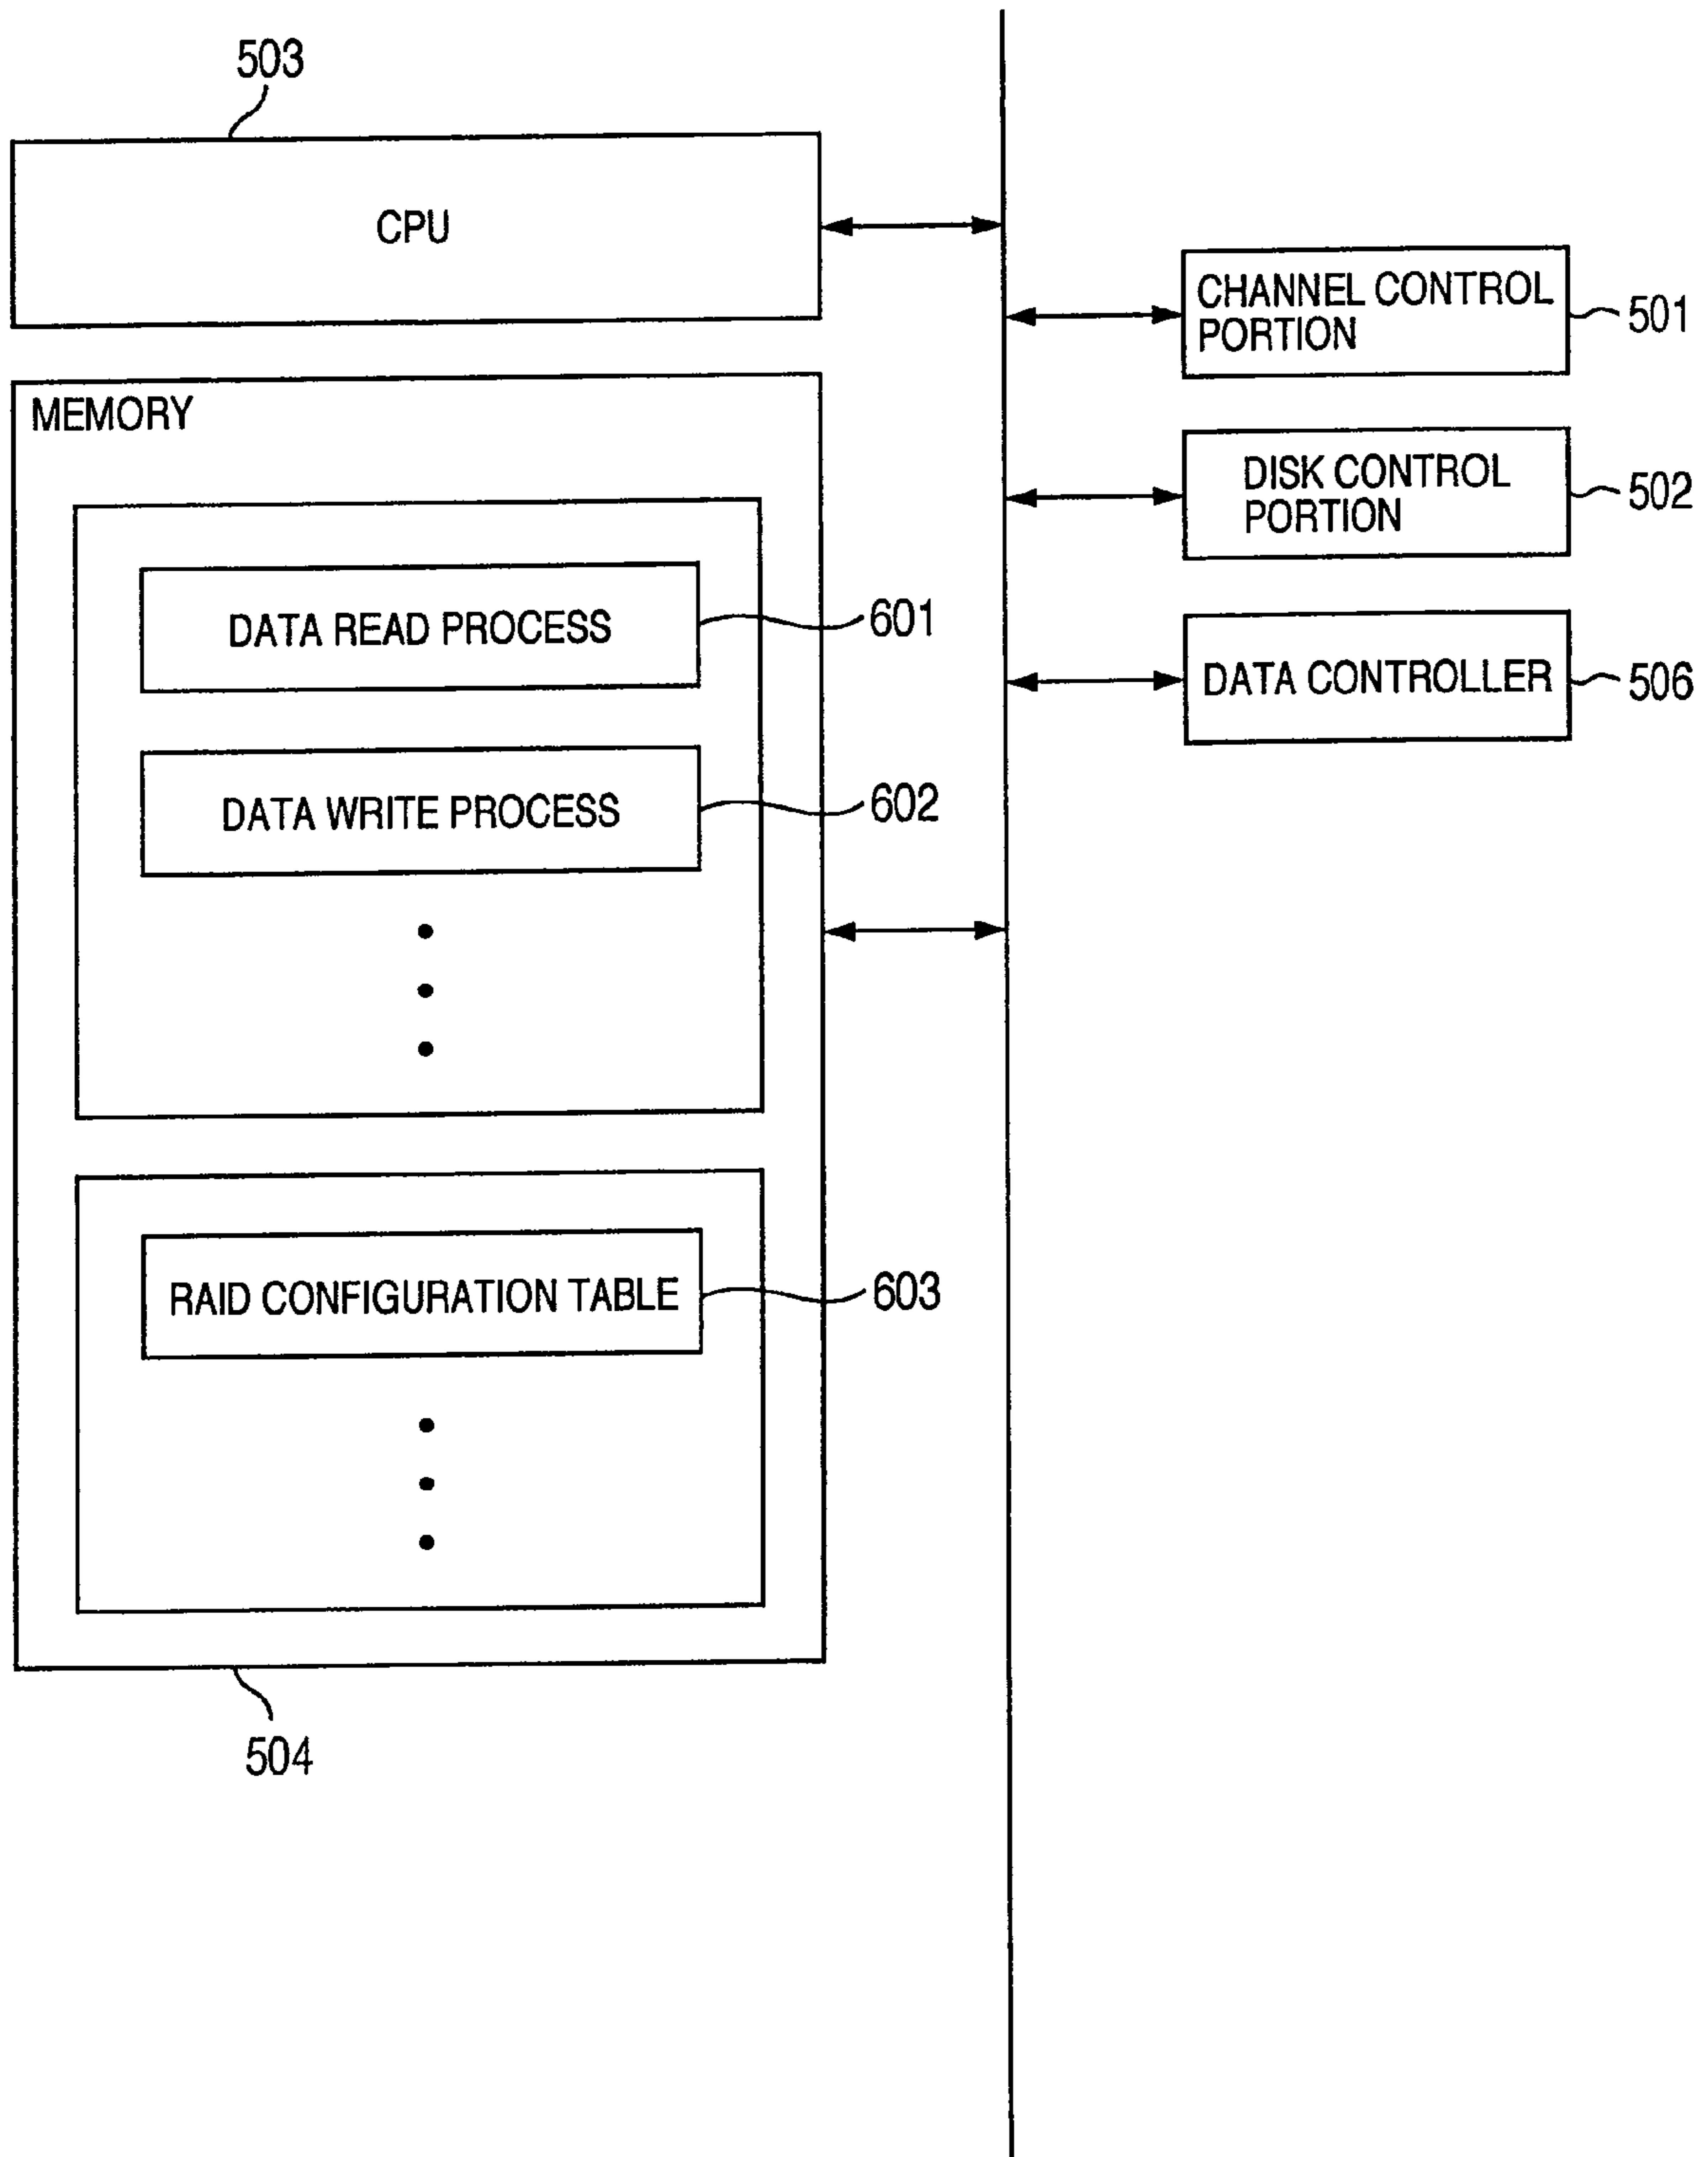 503
CPU
CHANNEL CONTROL
PORTION
501
MEMORY
DISK CONTROL
PORTION
502
DATA READ PROCESS
601
DATA CONTROLLER
506
DATA WRITE PROCESS
602
RAID CONFIGURATION TABLE
603
504